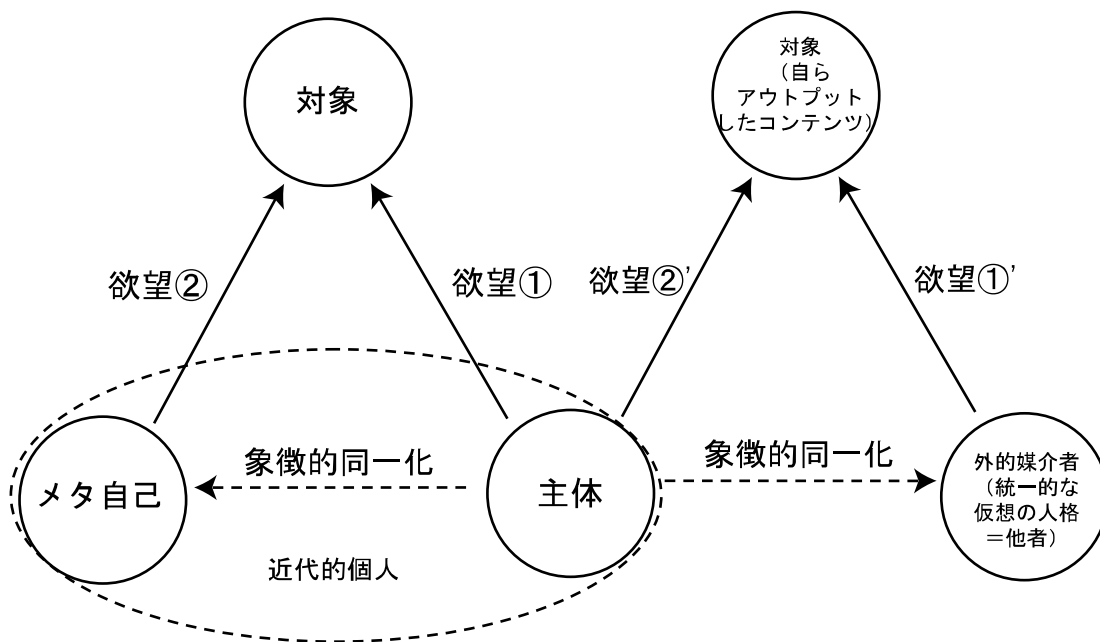 対象
対象
(自ら
アウトプット
したコンテンツ)
欲望②
欲望①
欲望②'
欲望①'
象徴的同一化
象徴的同一化
メタ自己
主体
外的媒介者
(統一的な
仮想の人格
=他者)
近代的個人